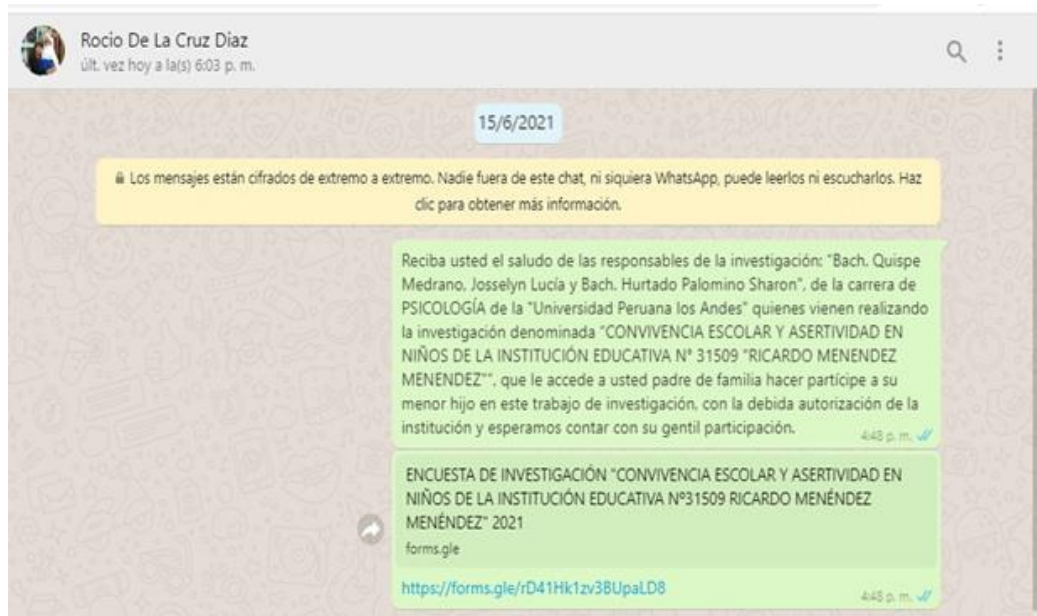 Rocio De La Cruz Diaz
últ. vez hoy a la(s) 6:03 p. m.
15/6/2021
Los mensajes están cifrados de extremo a extremo. Nadie fuera de este chat, ni siquiera WhatsApp, puede leerlos ni escucharlos. Haz
clic para obtener más información.
Reciba usted el saludo de las responsables de la investigación: "Bach. Quispe
Medrano, Josselyn Lucía y Bach. Hurtado Palomino Sharon", de la carrera de
PSICOLOGÍA de la "Universidad Peruana los Andes" quienes vienen realizando
la investigación denominada "CONVIVENCIA ESCOLAR Y ASERTIVIDAD EN
NIÑOS DE LA INSTITUCIÓN EDUCATIVA N° 31509 "RICARDO MENENDEZ
MENENDEZ"", que le accede a usted padre de familia hacer partícipe a su
menor hijo en este trabajo de investigación, con la debida autorización de la
institución y esperamos contar con su gentil participación.
4:48 p. m.
ENCUESTA DE INVESTIGACIÓN "CONVIVENCIA ESCOLAR Y ASERTIVIDAD EN
NIÑOS DE LA INSTITUCIÓN EDUCATIVA Nº31509 RICARDO MENÉNDEZ
MENÉNDEZ" 2021
forms.gle
https://forms.gle/rD41Hk1zv3BUpaLD8
4:48 p. m.